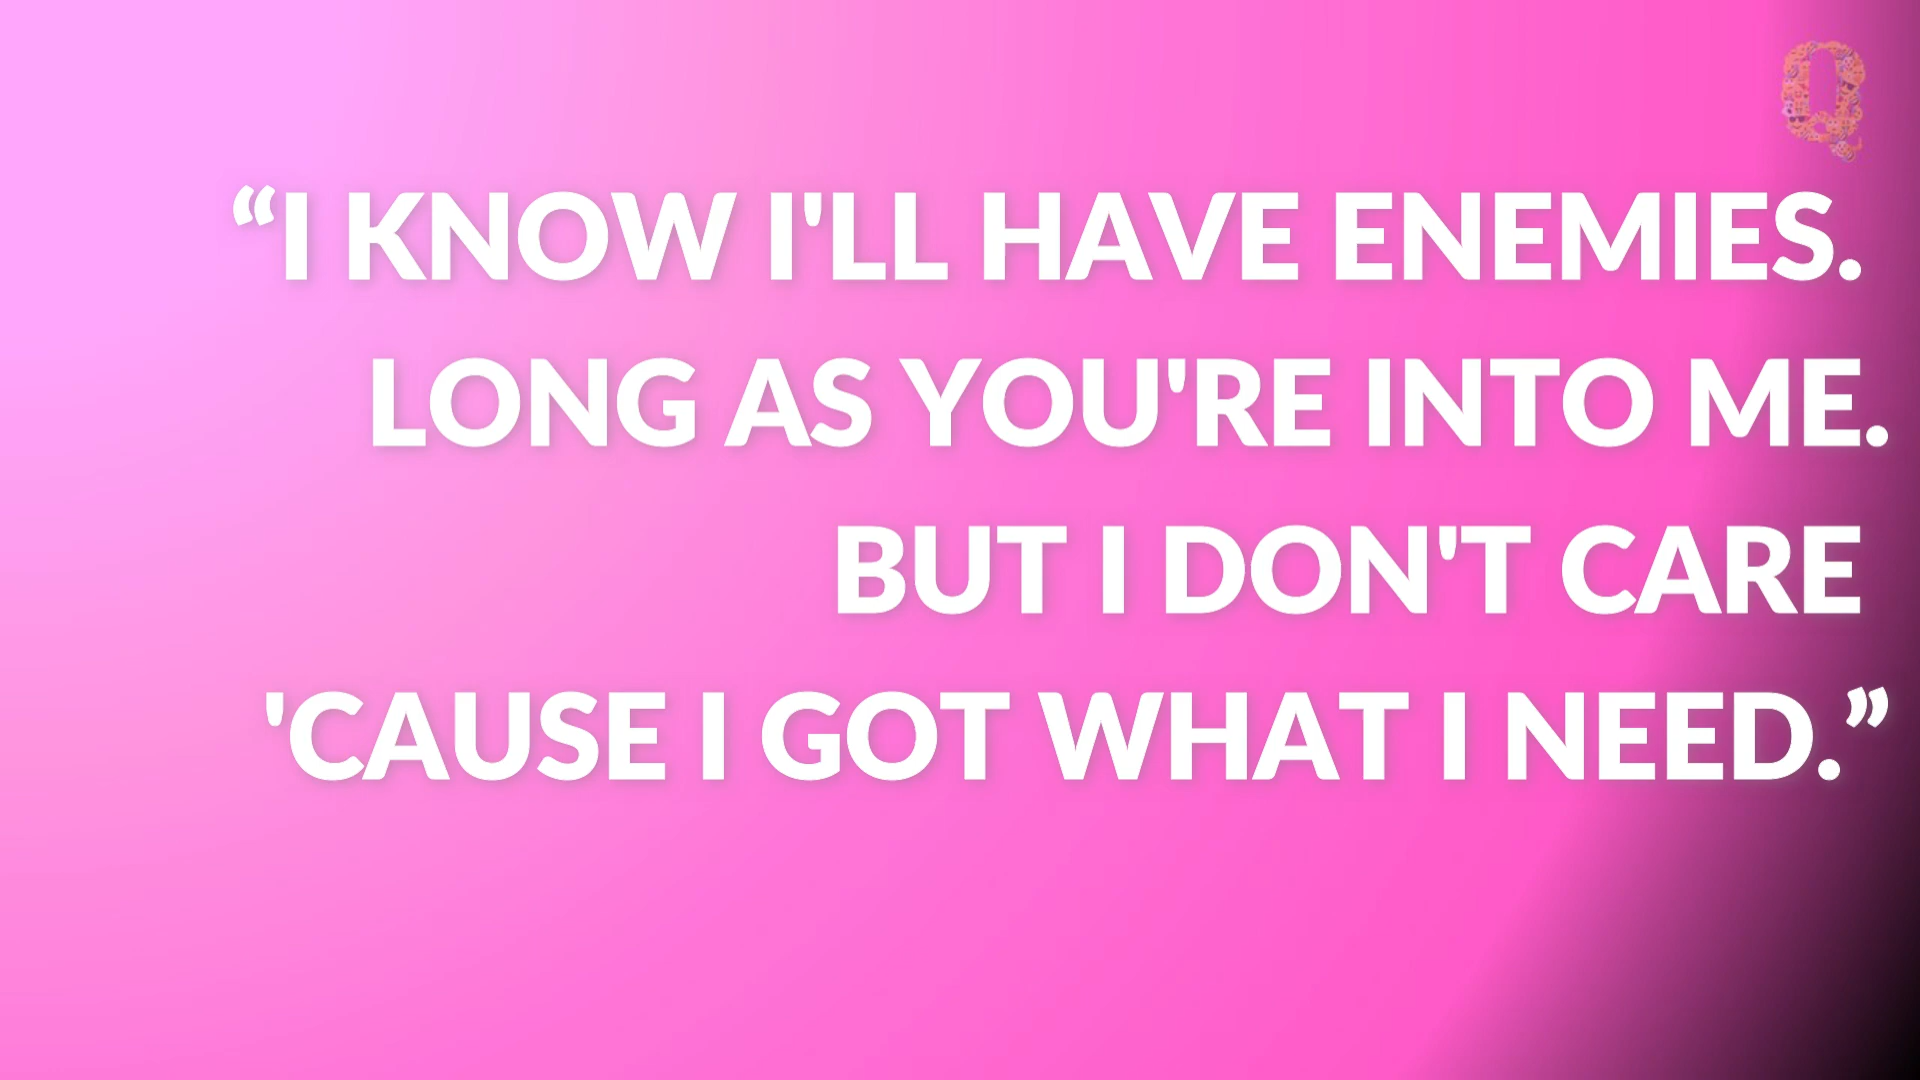 “I KNOW I'LL HAVE ENEMIES.
LONG AS YOU'RE INTO ME.
BUT I DON'T CARE
'CAUSE I GOT WHAT I NEED.”
Q